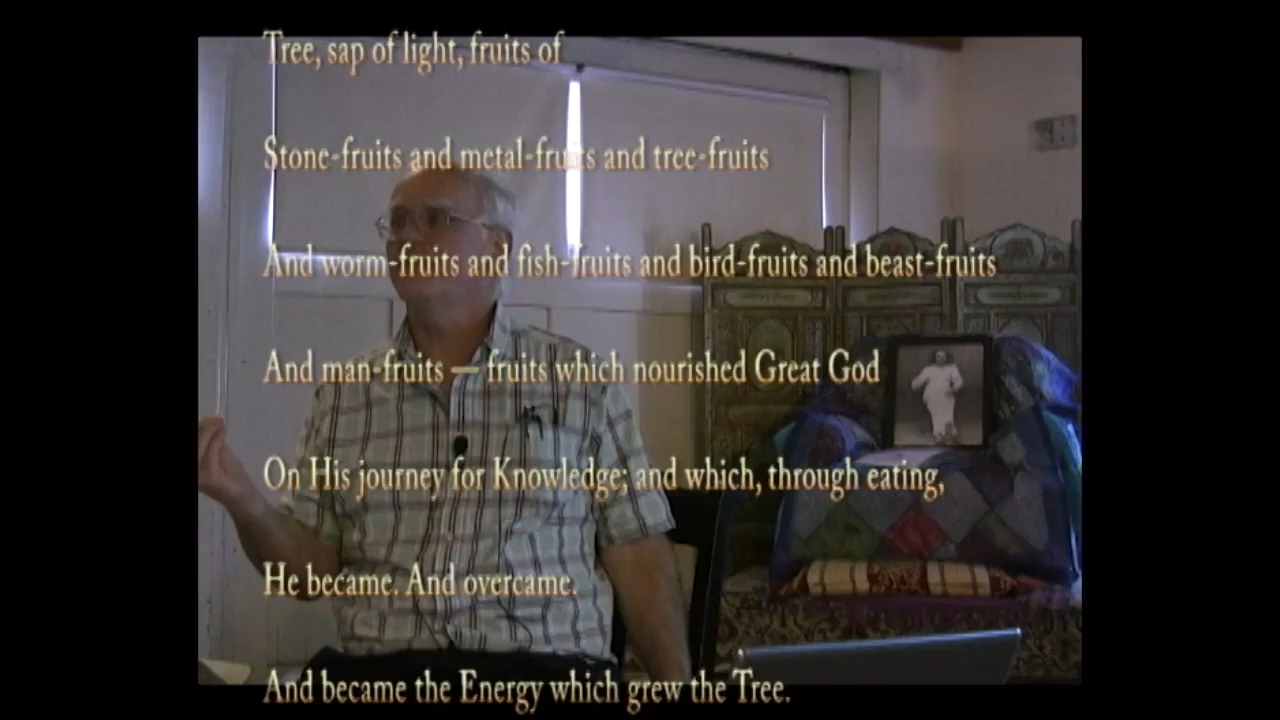 Tree, sap of light, fruits of
Stone-fruits and metal-fruits and tree-fruits
And worm-fruits and fish-fruits and bird-fruits and beast-fruits
And man-fruits — fruits which nourished Great God
On His journey for Knowledge; and which, through eating,
He became. And overcame.
And became the Energy which grew the Tree.